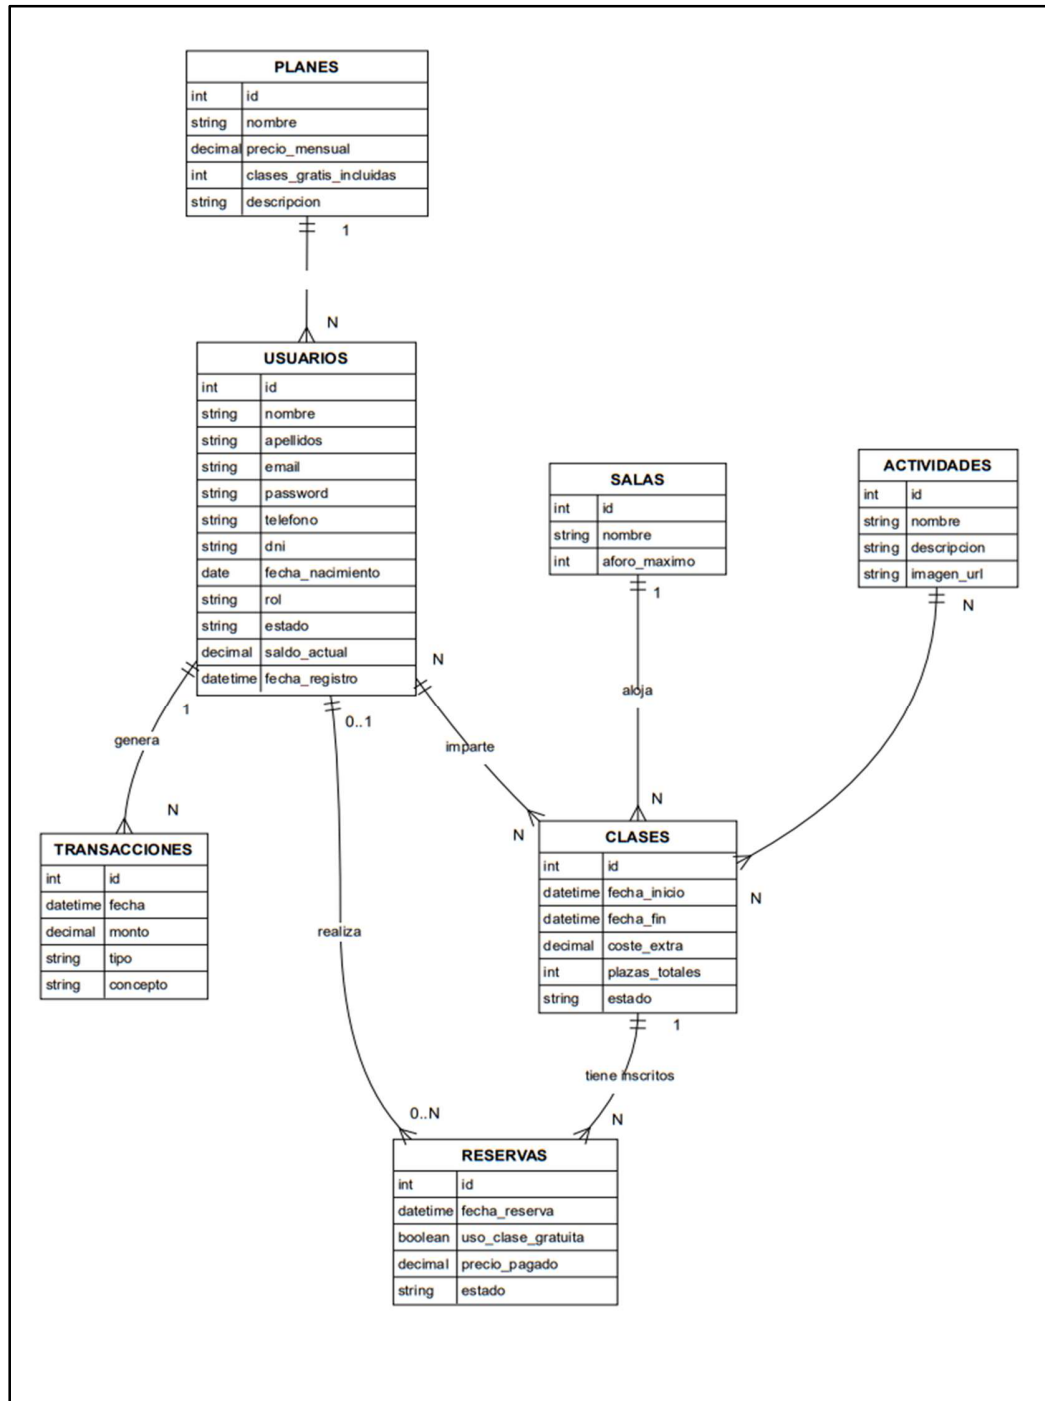 PLANES
int id
string nombre
decimal precio_mensual
int clases_gratis_incluidas
string descripcion
1
N
USUARIOS
int id
string nombre
string apellidos
string email
string password
string telefono
string dni
date fecha_nacimiento
string rol
string estado
decimal saldo_actual
datetime fecha_registro
SALAS
int id
string nombre
int aforo_maximo
ACTIVIDADES
int id
string nombre
string descripcion
string imagen_url
1
N
N
1
0..1
genera
imparte
aloja
N
N
N
N
TRANSACCIONES
int id
datetime fecha
decimal monto
string tipo
string concepto
CLASES
int id
datetime fecha_inicio
datetime fecha_fin
decimal coste_extra
int plazas_totales
string estado
realiza
1
tiene inscritos
0..N
N
RESERVAS
int id
datetime fecha_reserva
boolean uso_clase_gratuita
decimal precio_pagado
string estado